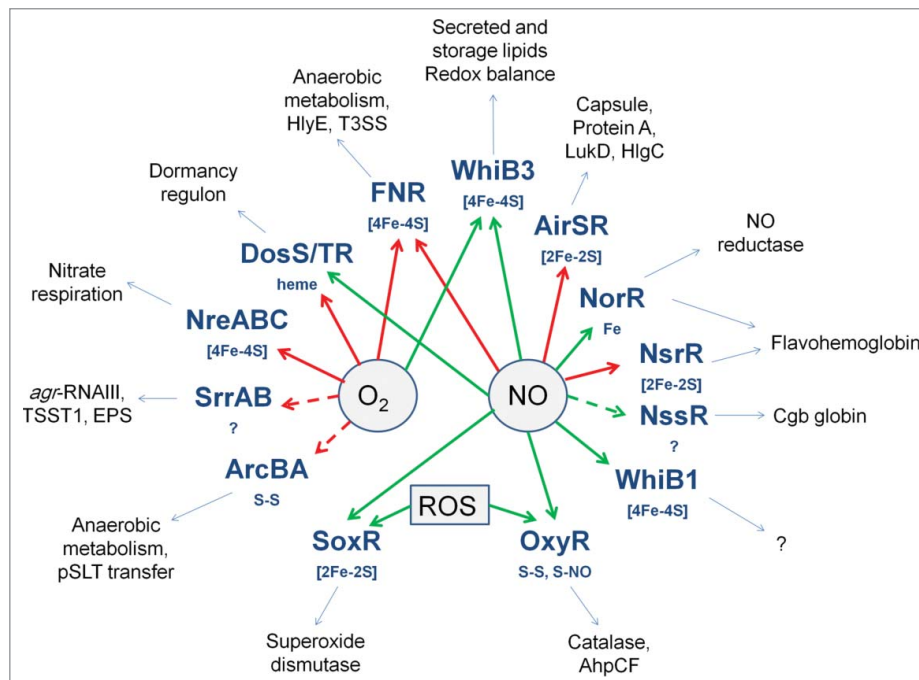 Secreted and
storage lipids
Redox balance
Anaerobic
metabolism,
HlyE, T3SS
Capsule,
Protein A,
LukD, HlgC
Dormancy
regulon
FNR
[4Fe-4S]
WhiB3
[4Fe-4S]
AirSR
[2Fe-2S]
NO
reductase
DosS/TR
heme
Nitrate
respiration
NorR
Fe
NreABC
[4Fe-4S]
Flavohemoglobin
NsrR
[2Fe-2S]
agr-RNAIII,
TSST1, EPS
SrrAB
?
O2
NO
NssR
?
Cgb globin
ArcBA
S-S
WhiB1
[4Fe-4S]
Anaerobic
metabolism,
pSLT transfer
ROS
?
SoxR
[2Fe-2S]
OxyR
S-S, S-NO
Superoxide
dismutase
Catalase,
AhpCF